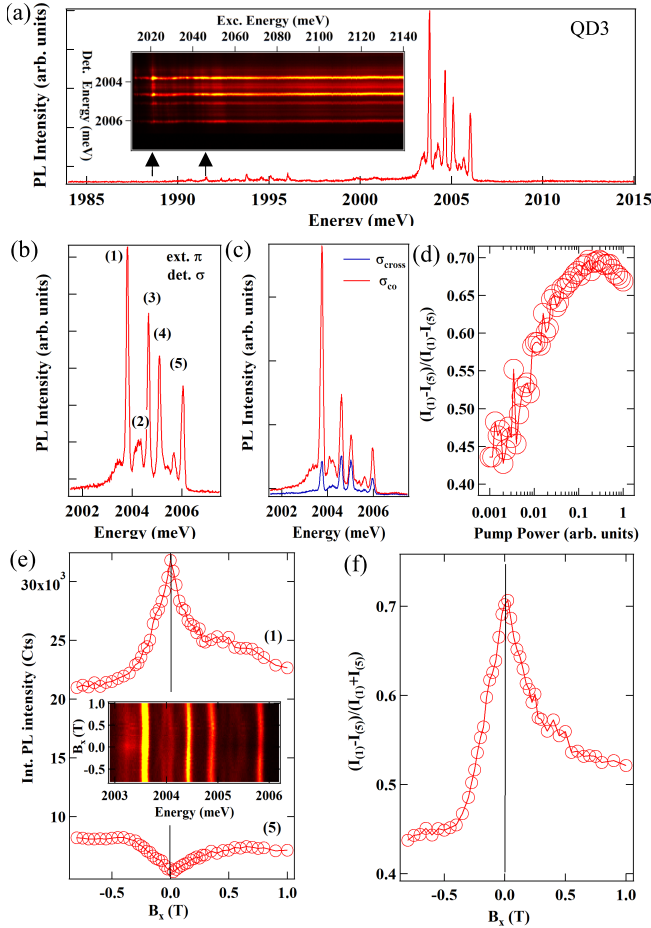 (a)
Exc. Energy (meV)
QD3
2020 2040 2060 2080 2100 2120 2140
2004
2006
Det. Energy (meV)
PL Intensity (arb. units)
1985 1990 1995 2000 2005 2010 2015
Energy (meV)
(b)
(1)
ext. π
det. σ
(3)
(4)
(5)
(2)
PL Intensity (arb. units)
2002 2004 2006
Energy (meV)
(c)
σcross
σco
PL Intensity (arb. units)
2002 2004 2006
Energy (meV)
(d)
0.70
0.65
0.60
0.55
0.50
0.45
0.40
(I(1)-I(5))/(I(1)-I(5))
0.001 0.01 0.1 1
Pump Power (arb. units)
(e)
30x10³
25
20
15
10
Int. PL intensity (Cts)
(1)
1.0
0.5
0.0
-0.5
Bx (T)
2003 2004 2005 2006
Energy (meV)
(5)
-0.5 0.0 0.5 1.0
Bx (T)
(f)
0.7
0.6
0.5
0.4
(I(1)-I(5))/(I(1)+I(5))
-0.5 0.0 0.5 1.0
Bx (T)